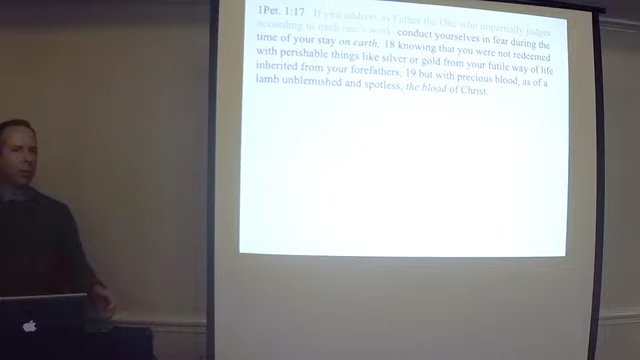 1Pet. 1:17 If you address as Father the One who impartially judges
according to each one's work, conduct yourselves in fear during the
time of your stay on earth, 18 knowing that you were not redeemed
with perishable things like silver or gold from your futile way of life
inherited from your forefathers, 19 but with precious blood, as of a
lamb unblemished and spotless, the blood of Christ.